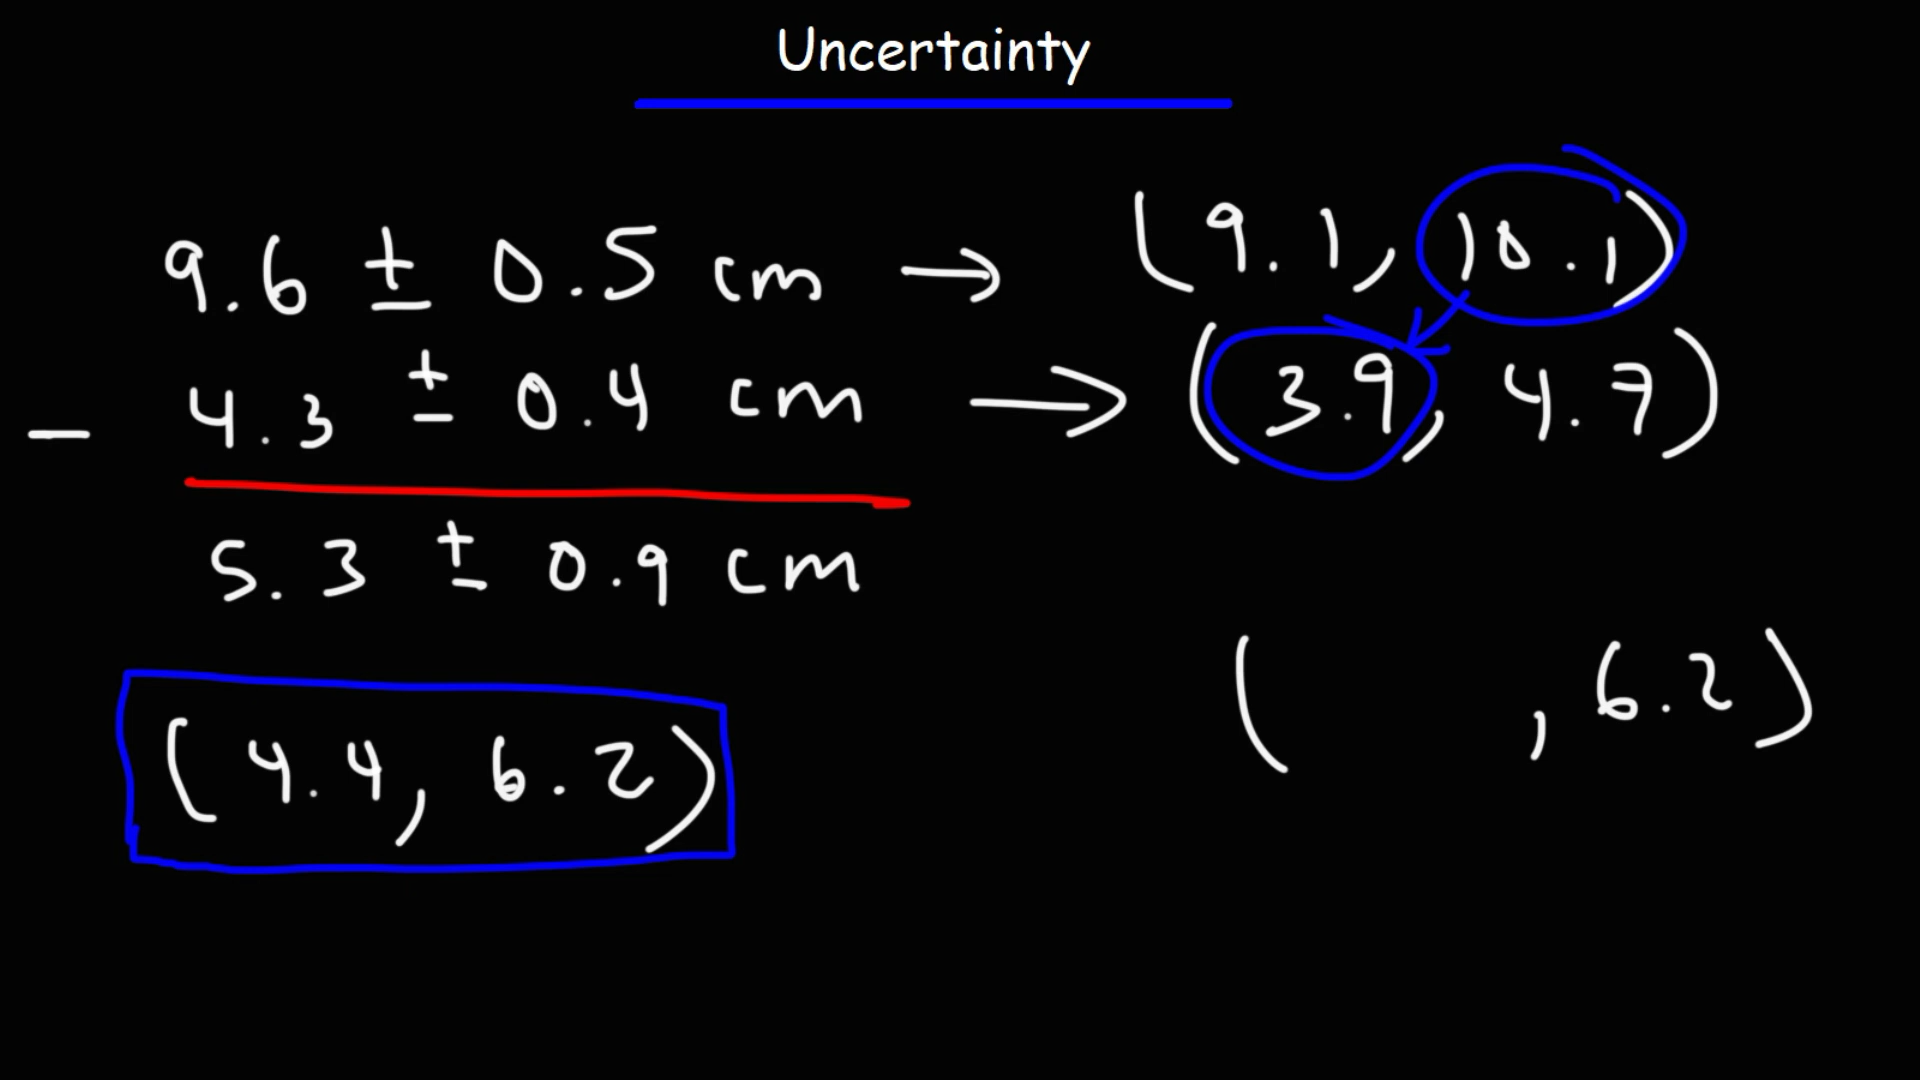 Uncertainty
9.6 ± 0.5 cm → (9.1, 10.1)
- 4.3 ± 0.4 cm → (3.9, 4.7)
5.3 ± 0.9 cm
( , 6.2)
(4.4, 6.2)